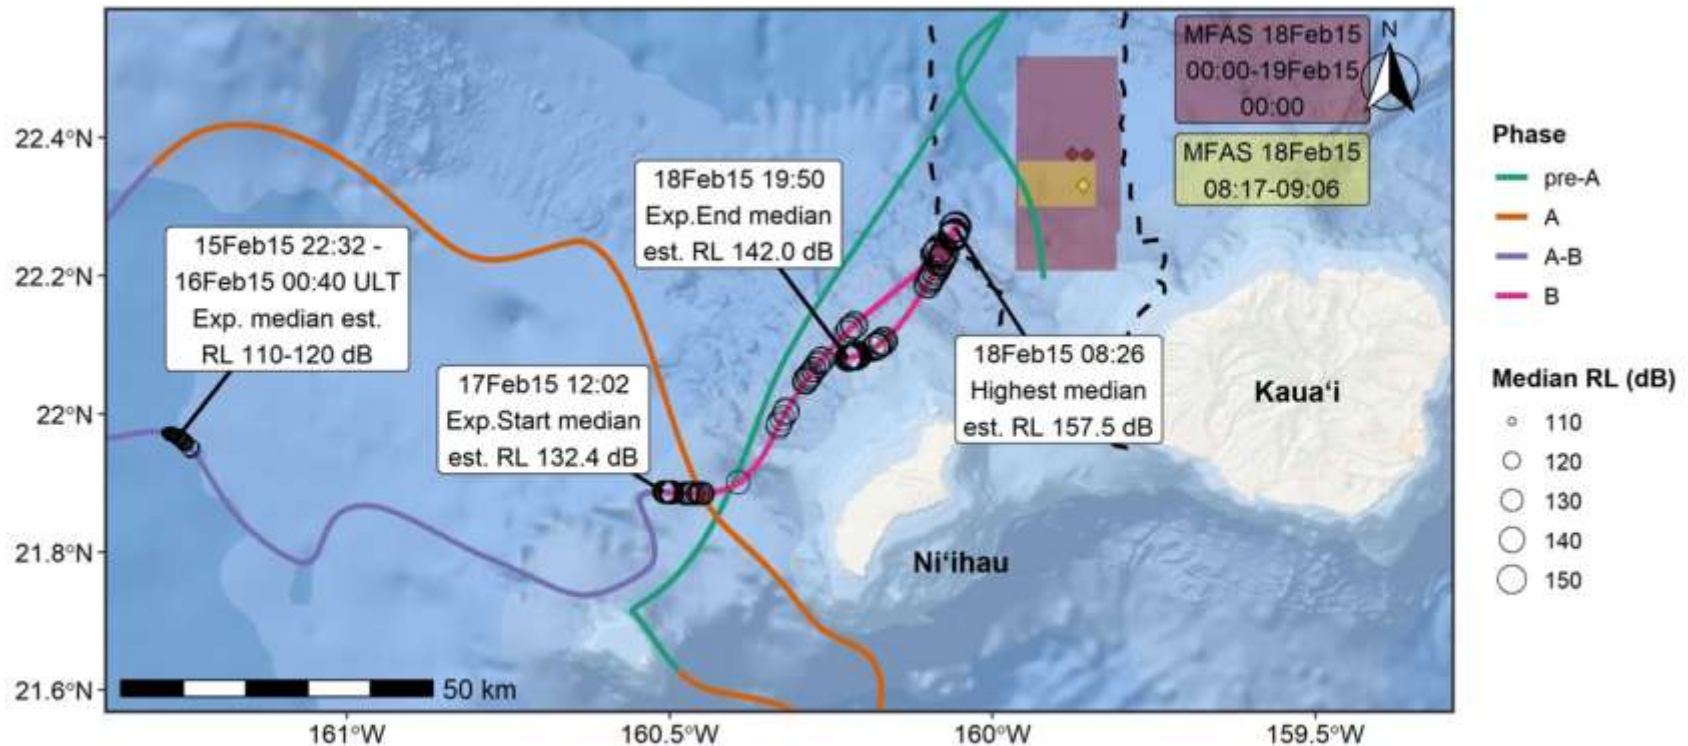 MFAS 18Feb15
00:00-19Feb15
00:00
N
MFAS 18Feb15
08:17-09:06
18Feb15 19:50
Exp.End median
est. RL 142.0 dB
15Feb15 22:32 -
16Feb15 00:40 ULT
Exp. median est.
RL 110-120 dB
17Feb15 12:02
Exp.Start median
est. RL 132.4 dB
18Feb15 08:26
Highest median
est. RL 157.5 dB
Kauaʻi
Niʻihau
50 km
22.4°N
22.2°N
22°N
21.8°N
21.6°N
161°W
160.5°W
160°W
159.5°W
Phase
pre-A
A
A-B
B
Median RL (dB)
110
120
130
140
150